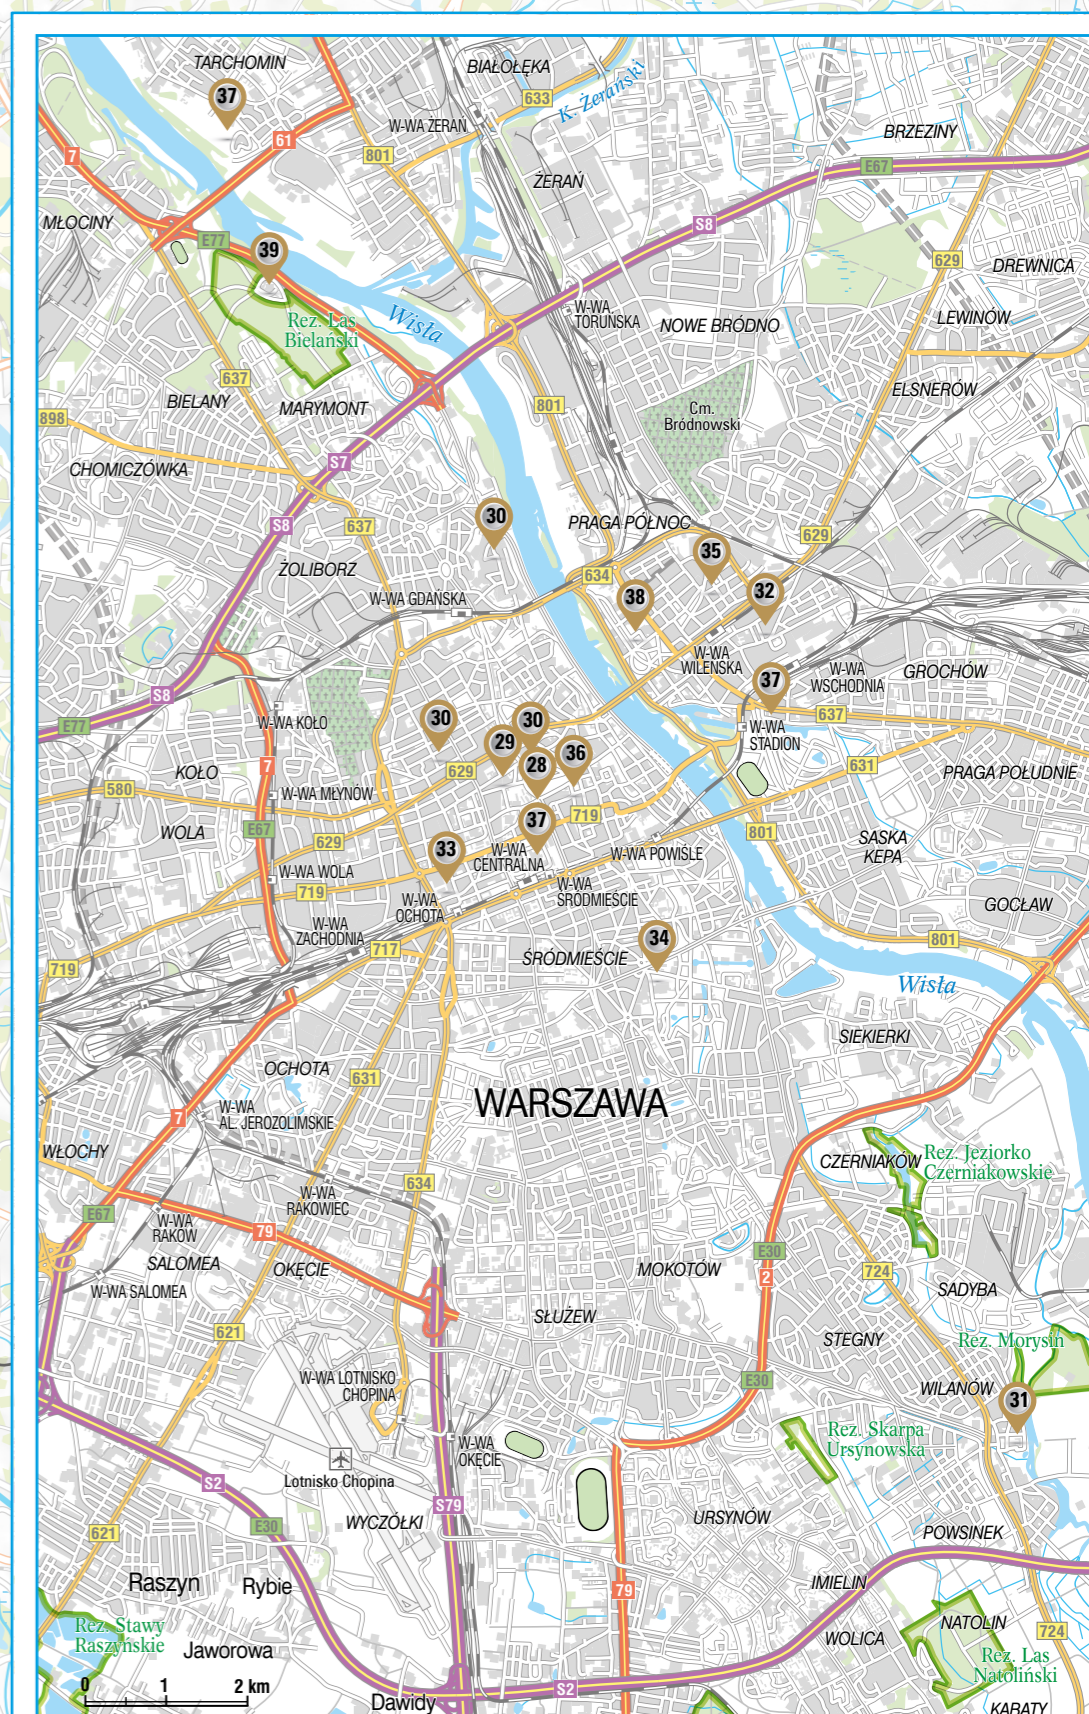 TARCHOMIN
37
BIAŁOŁĘKA
633
K. Żerański
W-WA ŻERAŃ
61
801
7
BRZEZINY
E67
ŻERAŃ
MŁOCINY
E77
S8
39
629
DREWNICA
Rez. Las
Bielański
Wisła
W-WA
TORUŃSKA
NOWE BRÓDNO
LEWINÓW
637
BIELANY
MARYMONT
801
Cm.
Bródnowski
ELSNERÓW
898
CHOMICZÓWKA
S7
S8
637
30
PRAGA PÓŁNOC
629
35
ŻOLIBORZ
634
W-WA GDAŃSKA
38
32
W-WA
WILEŃSKA
W-WA
WSCHODNIA
GROCHÓW
37
S8
E77
W-WA KOŁO
30
30
637
W-WA
STADION
29
36
28
7
629
631
KOŁO
PRAGA POŁUDNIE
580
W-WA MŁYNÓW
37
719
WOLA
E67
629
801
SASKA
KĘPA
33
W-WA
CENTRALNA
W-WA POWIŚLE
W-WA WOLA
719
W-WA
ŚRÓDMIEŚCIE
W-WA
OCHOTA
GOCŁAW
W-WA
ZACHODNIA
717
34
801
ŚRÓDMIEŚCIE
719
Wisła
SIEKIERKI
OCHOTA
631
WARSZAWA
7
W-WA
AL. JEROZOLIMSKIE
WŁOCHY
CZERNIAKÓW
Rez. Jeziorko
Czerniakowskie
634
W-WA
RAKOWIEC
E67
W-WA
RAKÓW
79
SALOMEA
OKĘCIE
E30
MOKOTÓW
2
724
W-WA SALOMEA
SADYBA
SŁUŻEW
621
STEGNY
Rez. Morysin
W-WA LOTNISKO
CHOPINA
E30
WILANÓW
31
Rez. Skarpa
Ursynowska
W-WA
OKĘCIE
S2
Lotnisko Chopina
S79
E30
WYCZÓŁKI
URSYNÓW
621
POWSINEK
Raszyn
Rybie
IMIELIN
79
Rez. Stawy
Raszyńskie
NATOLIN
724
WOLICA
Jaworowa
Rez. Las
Natoliński
0 1 2 km
S2
Dawidy
KABATY